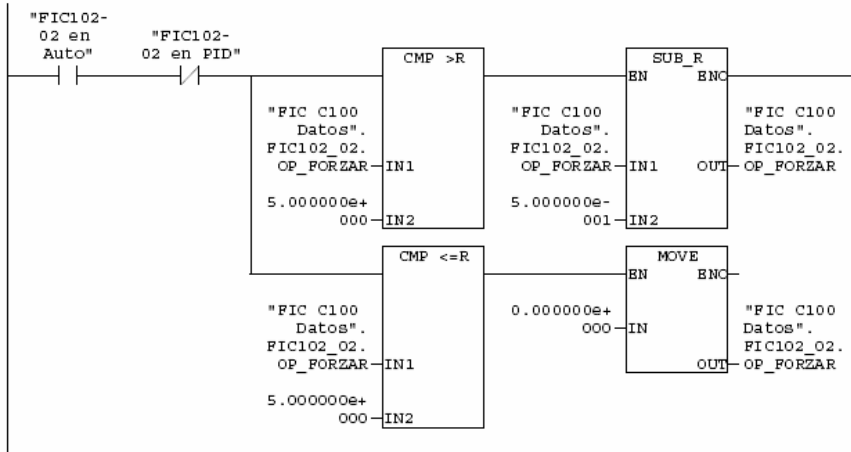 "FIC102-
02 en
Auto"
"FIC102-
02 en PID"
CMP >R
"FIC C100
Datos".
FIC102_02.
OP_FORZAR IN1
5.000000e+
000 IN2
SUB_R
EN ENO
"FIC C100
Datos".
FIC102_02.
OP_FORZAR IN1
5.000000e-
001 IN2
"FIC C100
Datos".
FIC102_02.
OUT OP_FORZAR
CMP <=R
"FIC C100
Datos".
FIC102_02.
OP_FORZAR IN1
5.000000e+
000 IN2
MOVE
EN ENO
0.000000e+
000 IN
"FIC C100
Datos".
FIC102_02.
OUT OP_FORZAR